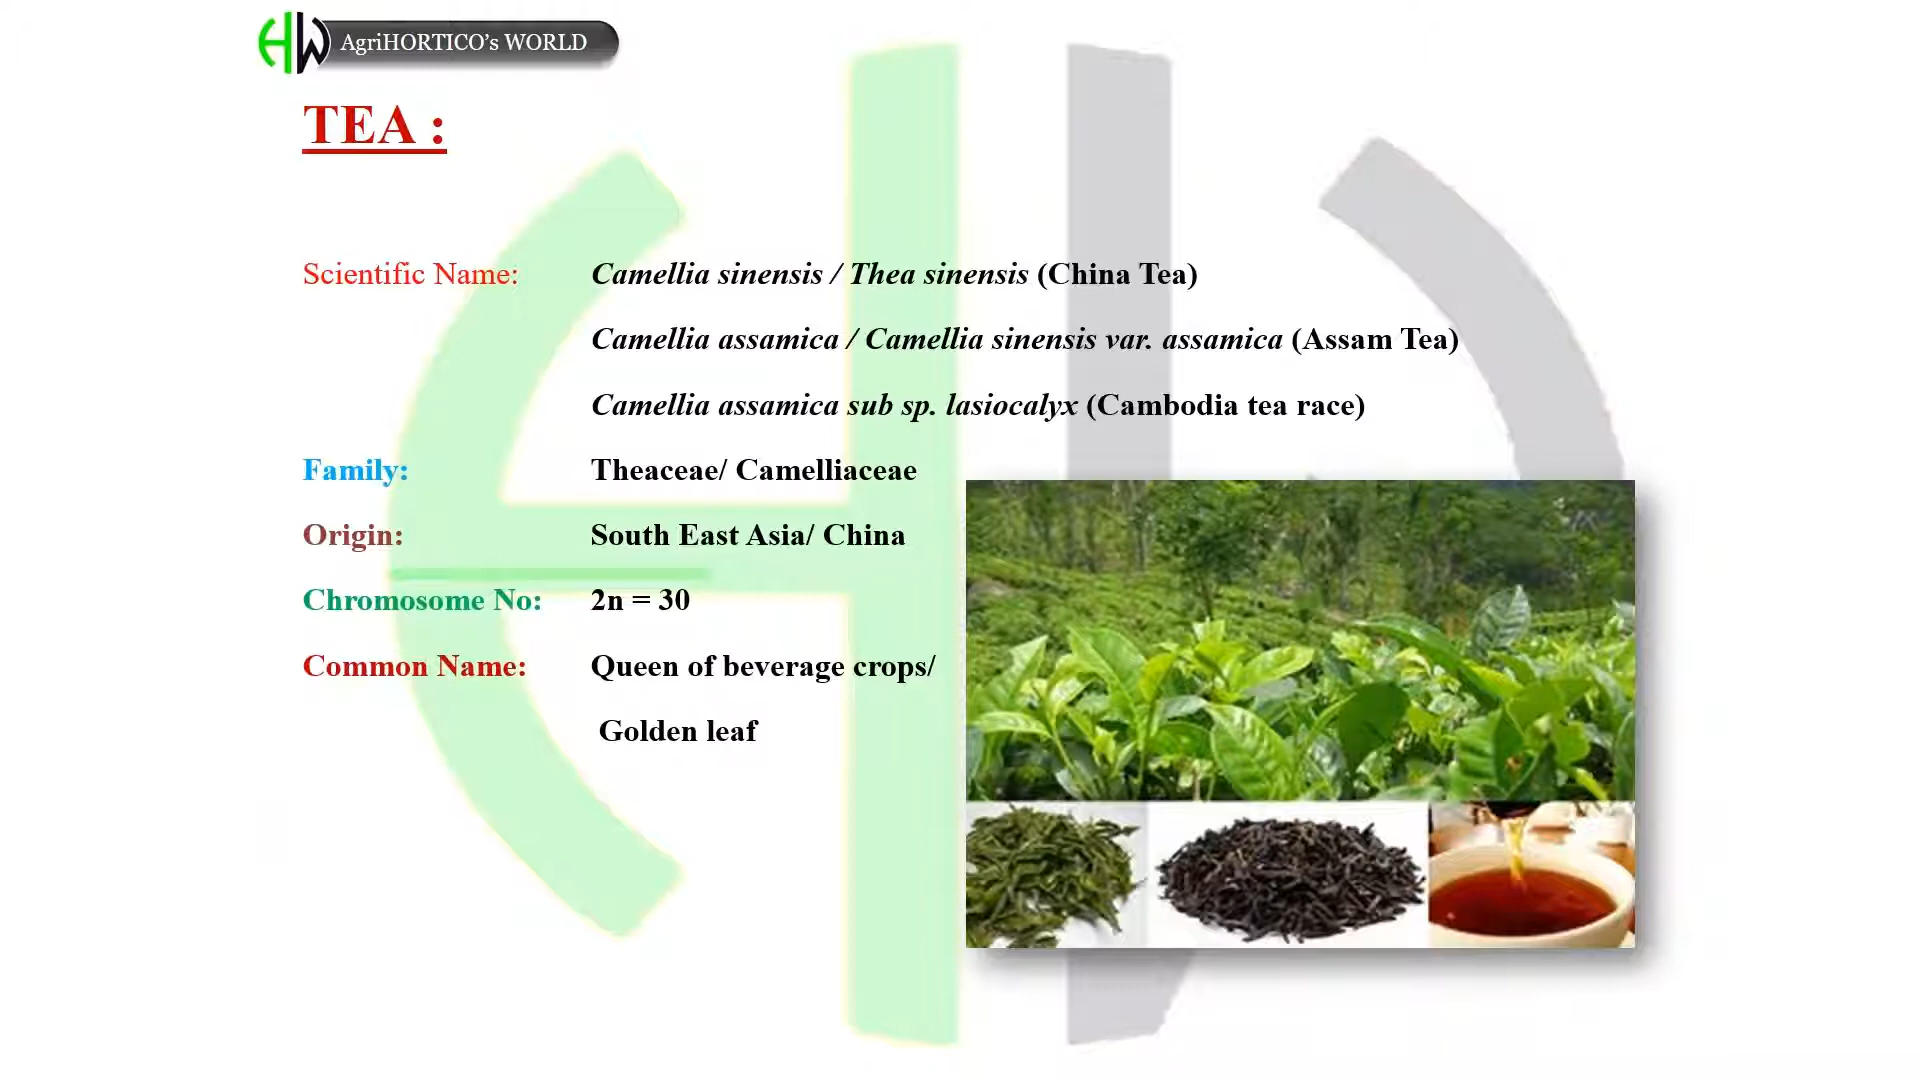 AgriHORTICO's WORLD
TEA :
Scientific Name: Camellia sinensis / Thea sinensis (China Tea)
Camellia assamica / Camellia sinensis var. assamica (Assam Tea)
Camellia assamica sub sp. lasiocalyx (Cambodia tea race)
Family: Theaceae/ Camelliaceae
Origin: South East Asia/ China
Chromosome No: 2n = 30
Common Name: Queen of beverage crops/
Golden leaf